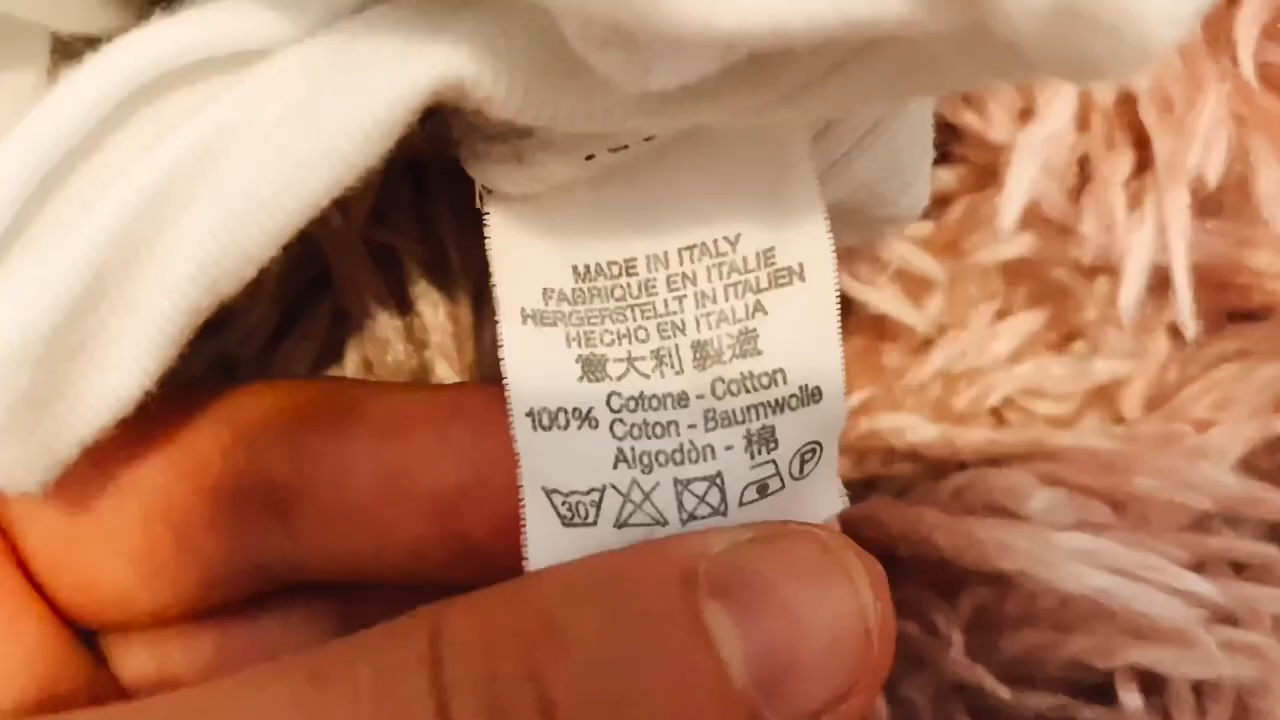 MADE IN ITALY
FABRIQUE EN ITALIE
HERGERSTELLT IN ITALIEN
HECHO EN ITALIA
意大利 製造
100% Cotone - Cotton
Coton - Baumwolle
Algodòn - 棉
30° P